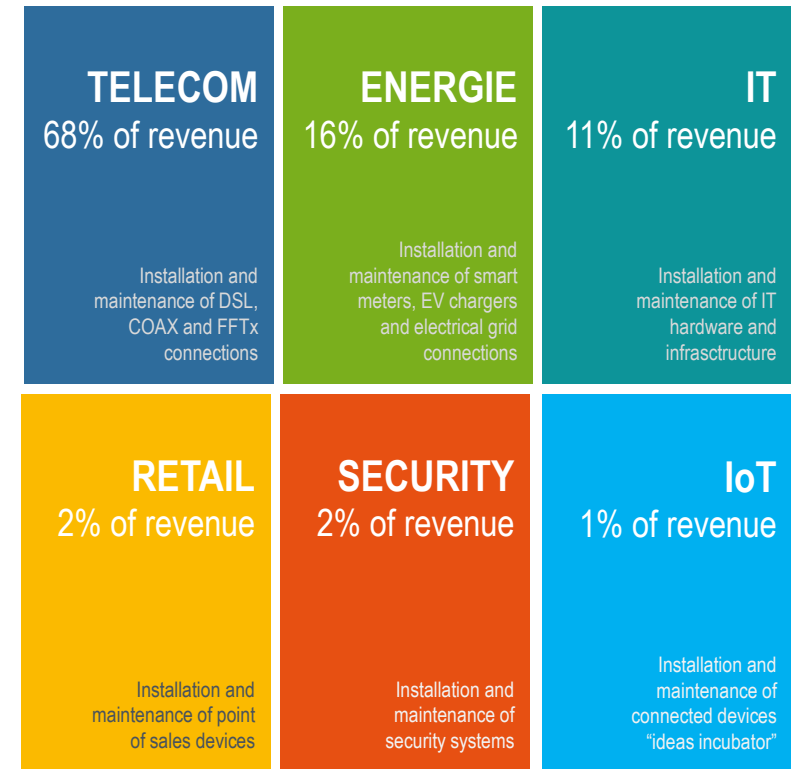 TELECOM
68% of revenue
Installation and
maintenance of DSL,
COAX and FFTx
connections
ENERGIE
16% of revenue
Installation and
maintenance of smart
meters, EV chargers
and electrical grid
connections
IT
11% of revenue
Installation and
maintenance of IT
hardware and
infrasctructure
RETAIL
2% of revenue
Installation and
maintenance of point
of sales devices
SECURITY
2% of revenue
Installation and
maintenance of
security systems
IoT
1% of revenue
Installation and
maintenance of
connected devices
“ideas incubator”